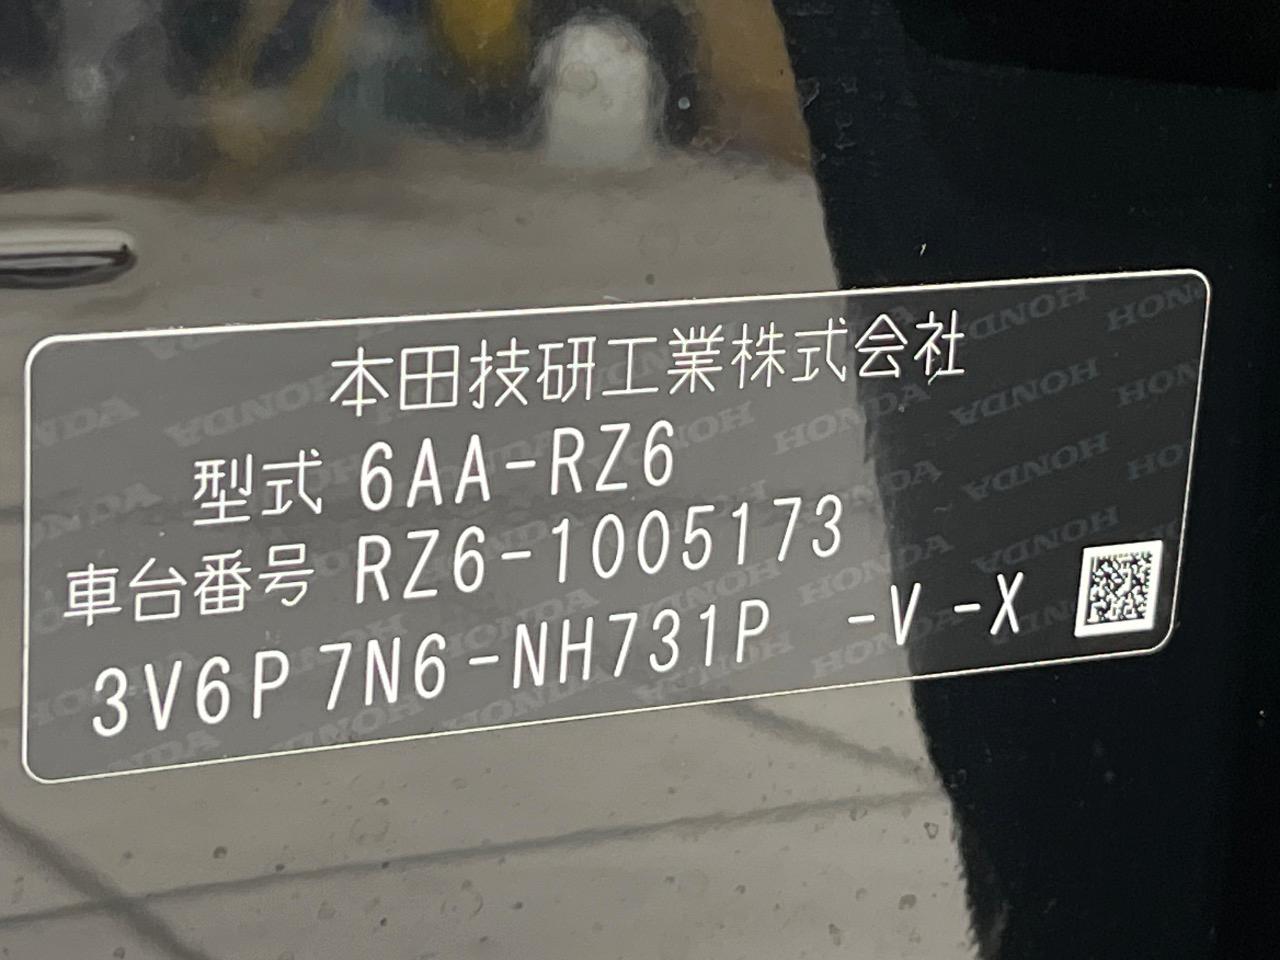 本田技研工業株式会社
型式 6AA-RZ6
車台番号 RZ6-1005173
3V6P 7N6-NH731P -V -X